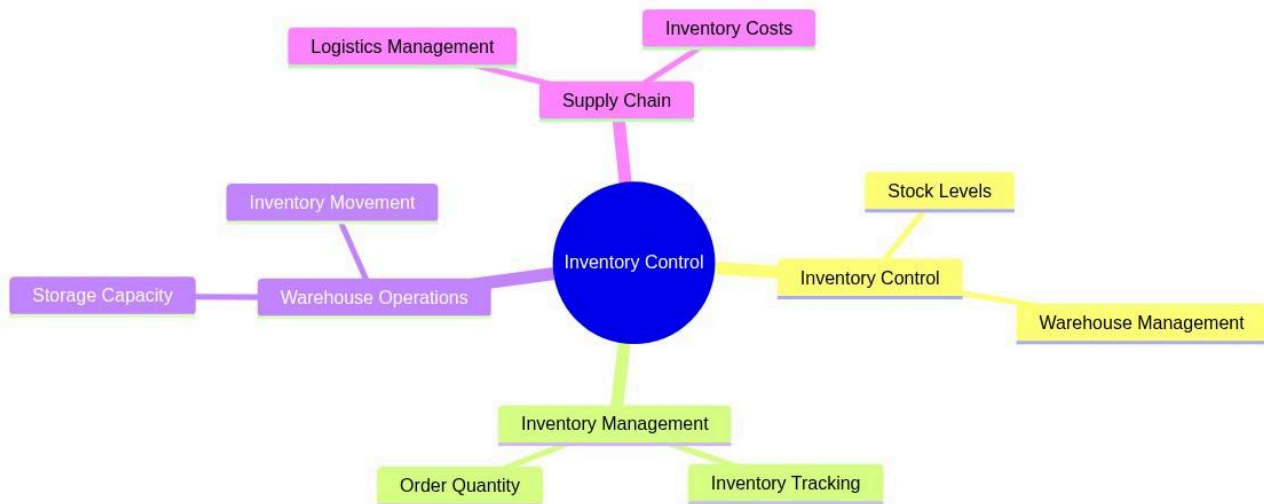 Inventory Costs
Logistics Management
Supply Chain
Stock Levels
Inventory Movement
Inventory Control
Inventory Control
Storage Capacity
Warehouse Operations
Warehouse Management
Inventory Management
Order Quantity
Inventory Tracking